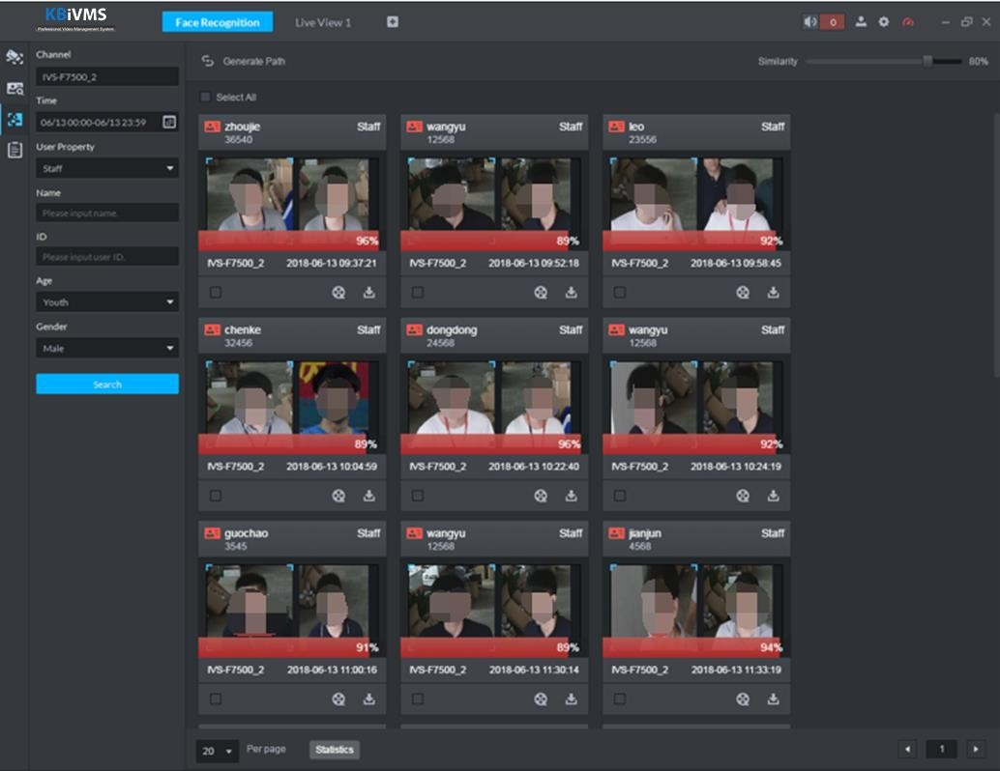 KBiVMS
Professional Video Management System
Face Recognition
Live View 1
0
Channel
IVS-F7500_2
Time
06/13 00:00-06/13 23:59
User Property
Staff
Name
Please input name.
ID
Please input user ID.
Age
Youth
Gender
Male
Search
Generate Path
Similarity
80%
Select All
zhoujie Staff
36540
96%
IVS-F7500_2 2018-06-13 09:37:21
wangyu Staff
12568
89%
IVS-F7500_2 2018-06-13 09:52:18
leo Staff
23556
92%
IVS-F7500_2 2018-06-13 09:58:45
chenke Staff
32456
89%
IVS-F7500_2 2018-06-13 10:04:59
dongdong Staff
24568
96%
IVS-F7500_2 2018-06-13 10:22:40
wangyu Staff
12568
92%
IVS-F7500_2 2018-06-13 10:24:19
guochao Staff
3545
91%
IVS-F7500_2 2018-06-13 11:00:16
wangyu Staff
12568
89%
IVS-F7500_2 2018-06-13 11:30:14
jianjun Staff
4568
94%
IVS-F7500_2 2018-06-13 11:33:19
20
Per page
Statistics
1